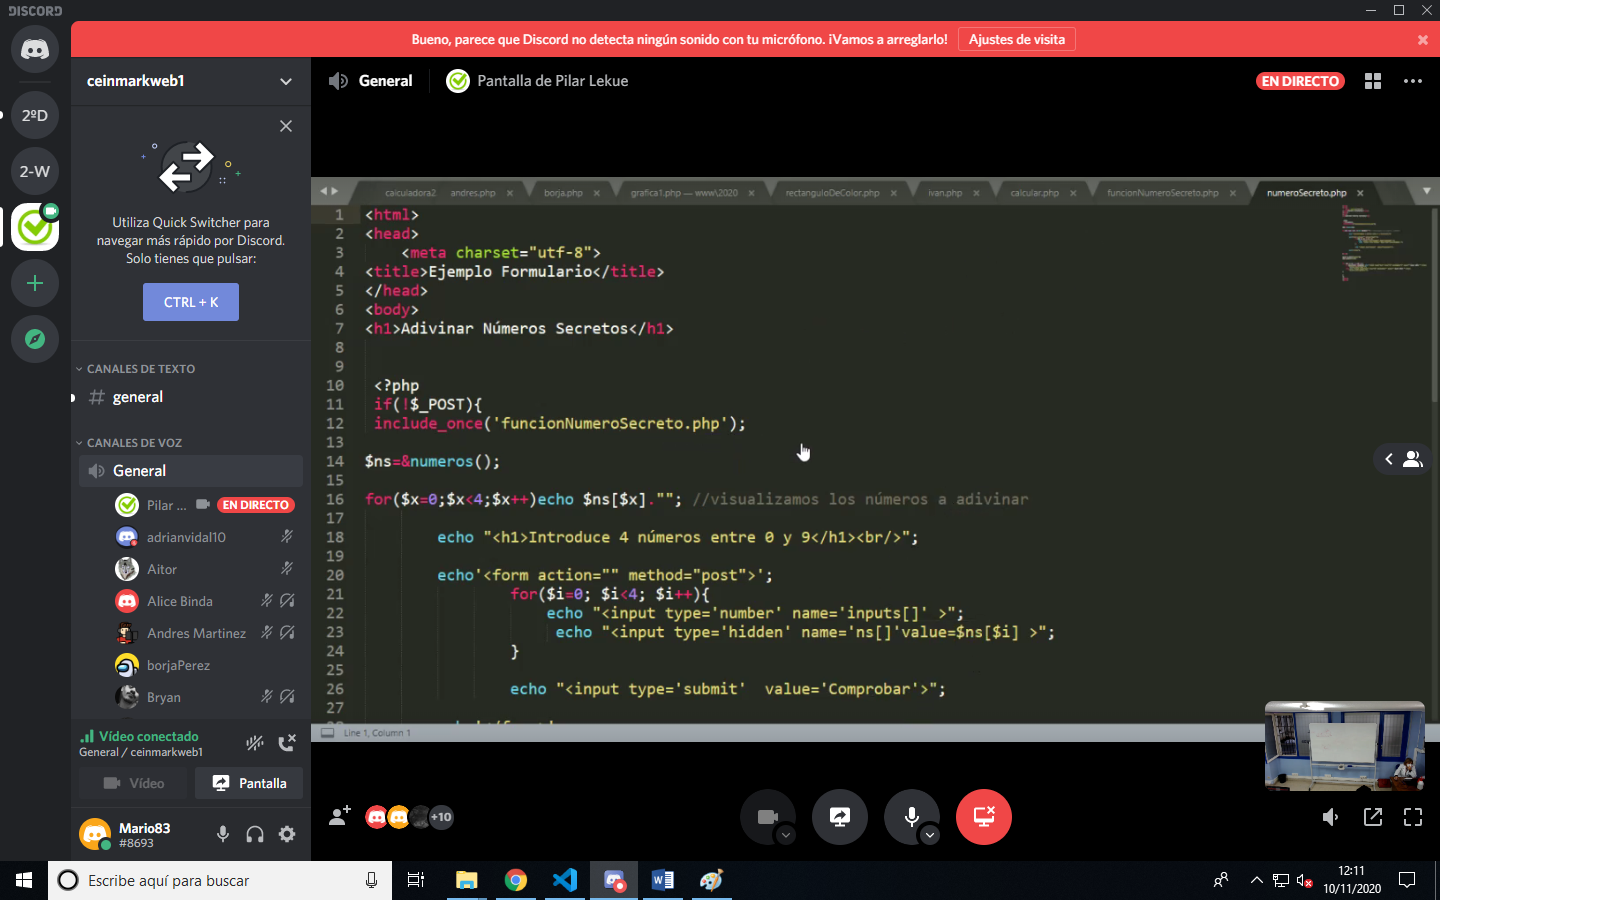 DISCORD
Bueno, parece que Discord no detecta ningún sonido con tu micrófono. ¡Vamos a arreglarlo! Ajustes de visita
ceinmarkweb1
General
Pantalla de Pilar Lekue
EN DIRECTO
2ºD
2-W
Utiliza Quick Switcher para
navegar más rápido por Discord.
Solo tienes que pulsar:
CTRL + K
CANALES DE TEXTO
# general
CANALES DE VOZ
General
Pilar ... EN DIRECTO
adrianvidal10
Aitor
Alice Binda
Andres Martinez
borjaPerez
Bryan
Vídeo conectado
General / ceinmarkweb1
Vídeo
Pantalla
Mario83
#8693
calculadora2 andres.php borja.php grafica1.php — www\2020 rectanguloDeColor.php ivan.php calcular.php funcionNumeroSecreto.php numeroSecreto.php
1 <html>
2 <head>
3 <meta charset="utf-8">
4 <title>Ejemplo Formulario</title>
5 </head>
6 <body>
7 <h1>Adivinar Números Secretos</h1>
8
9
10 <?php
11 if(!$_POST){
12 include_once('funcionNumeroSecreto.php');
13
14 $ns=&numeros();
15
16 for($x=0;$x<4;$x++)echo $ns[$x].""; //visualizamos los números a adivinar
17
18 echo "<h1>Introduce 4 números entre 0 y 9</h1><br/>";
19
20 echo'<form action="" method="post">';
21 for($i=0; $i<4; $i++){
22 echo "<input type='number' name='inputs[]' >";
23 echo "<input type='hidden' name='ns[]'value=$ns[$i] >";
24 }
25
26 echo "<input type='submit'  value='Comprobar'>";
27
Line 1, Column 1
+10
Escribe aquí para buscar
12:11
10/11/2020